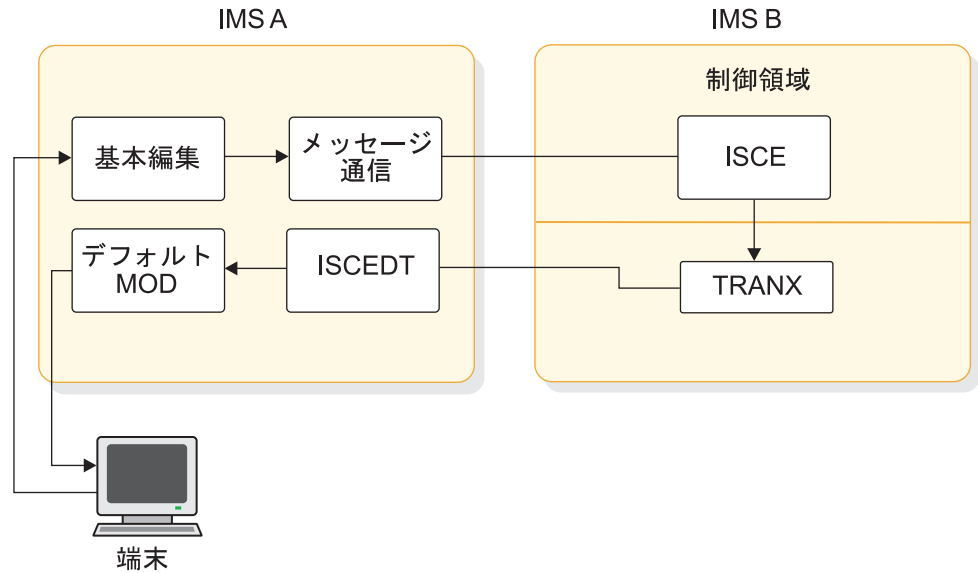 IMS A
IMS B
制御領域
基本編集
メッセージ
通信
ISCE
デフォルト
MOD
ISCEDT
TRANX
端末